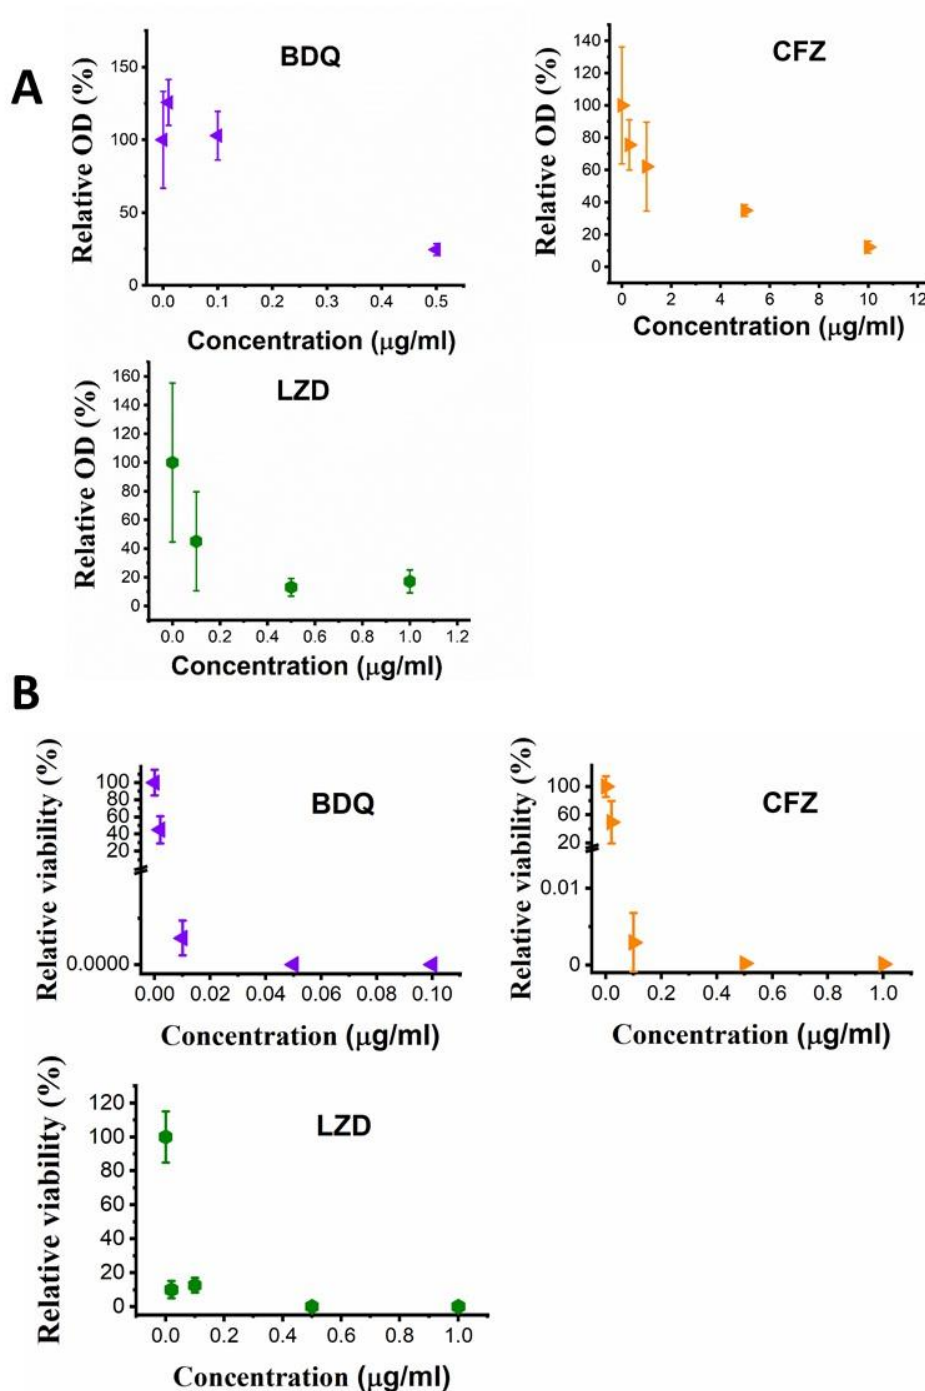 A
BDQ
Relative OD (%)
150
100
50
0
0.0 0.1 0.2 0.3 0.4 0.5
Concentration (μg/ml)
CFZ
Relative OD (%)
140
120
100
80
60
40
20
0
0 2 4 6 8 10 12
Concentration (μg/ml)
LZD
Relative OD (%)
160
140
120
100
80
60
40
20
0
0.0 0.2 0.4 0.6 0.8 1.0 1.2
Concentration (μg/ml)
B
BDQ
Relative viability (%)
100
80
60
40
20
0.0000
0.00 0.02 0.04 0.06 0.08 0.10
Concentration (μg/ml)
CFZ
Relative viability (%)
100
80
60
40
20
0.01
0
0.0 0.2 0.4 0.6 0.8 1.0
Concentration (μg/ml)
LZD
Relative viability (%)
120
100
80
60
40
20
0
0.0 0.2 0.4 0.6 0.8 1.0
Concentration (μg/ml)